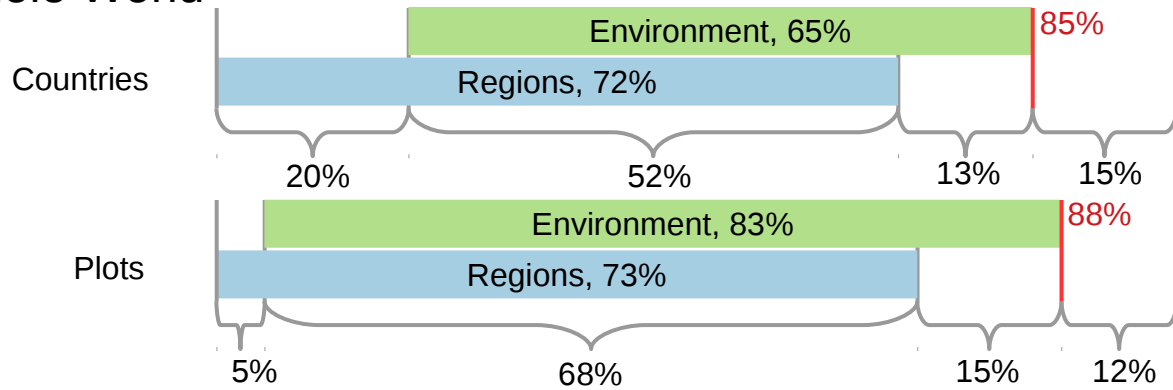 Environment, 65%
85%
Countries
Regions, 72%
20%
52%
13%
15%
Environment, 83%
88%
Plots
Regions, 73%
5%
68%
15%
12%